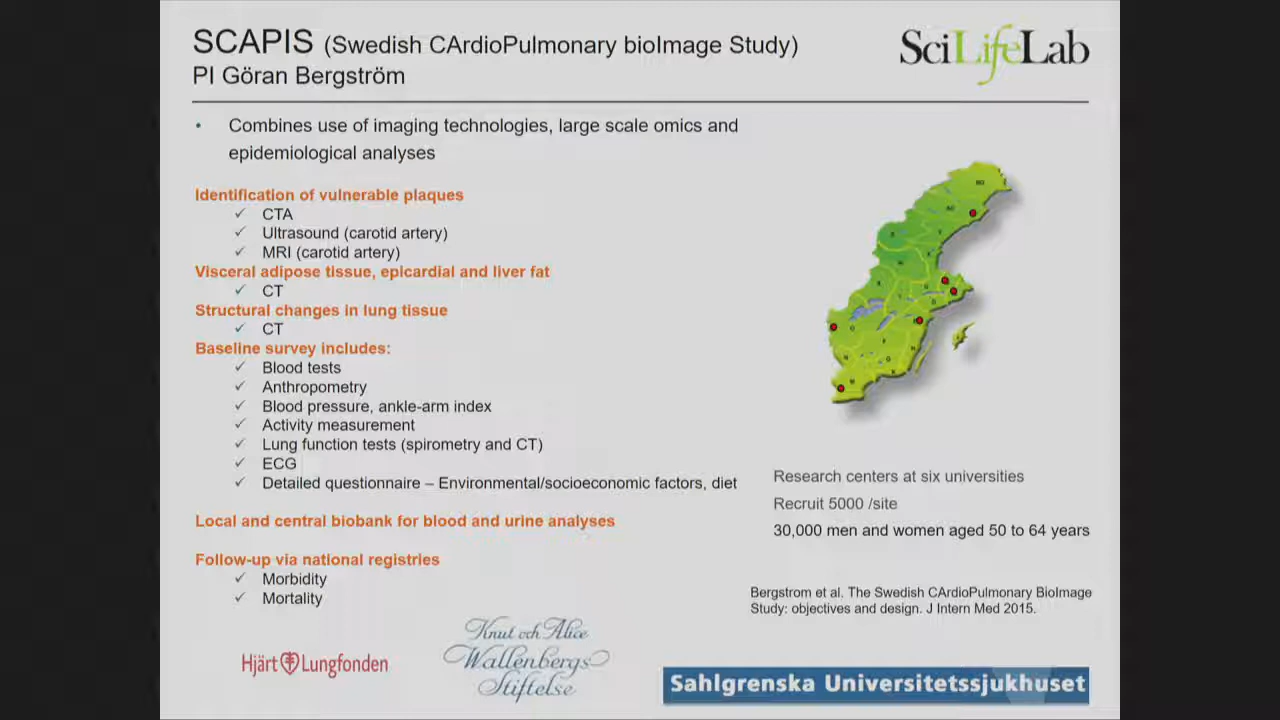 SCAPIS (Swedish CArdioPulmonary bioImage Study)
PI Göran Bergström
SciLifeLab
• Combines use of imaging technologies, large scale omics and
epidemiological analyses
Identification of vulnerable plaques
✓ CTA
✓ Ultrasound (carotid artery)
✓ MRI (carotid artery)
Visceral adipose tissue, epicardial and liver fat
✓ CT
Structural changes in lung tissue
✓ CT
Baseline survey includes:
✓ Blood tests
✓ Anthropometry
✓ Blood pressure, ankle-arm index
✓ Activity measurement
✓ Lung function tests (spirometry and CT)
✓ ECG
✓ Detailed questionnaire – Environmental/socioeconomic factors, diet
Local and central biobank for blood and urine analyses
Follow-up via national registries
✓ Morbidity
✓ Mortality
Research centers at six universities
Recruit 5000 /site
30,000 men and women aged 50 to 64 years
Bergstrom et al. The Swedish CArdioPulmonary BioImage
Study: objectives and design. J Intern Med 2015.
Hjärt Lungfonden
Knut och Alice
Wallenbergs
Stiftelse
Sahlgrenska Universitetssjukhuset